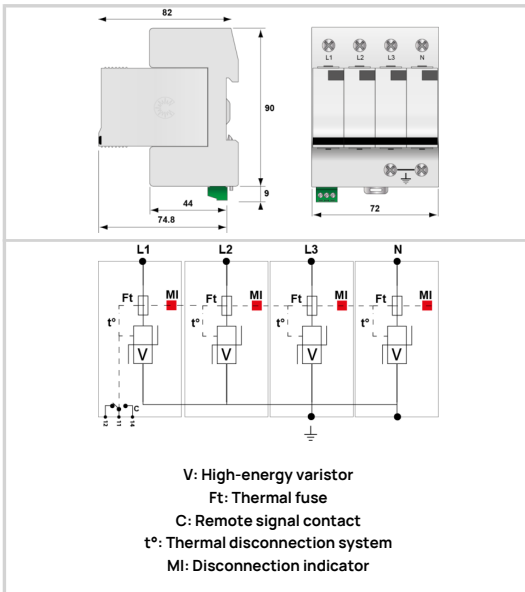 82
L1 L2 L3 N
C
90
9
44
74.8
72
L1 L2 L3 N
Ft MI Ft MI Ft MI Ft MI
t° t° t° t°
V V V V
C
12 11 14
V: High-energy varistor
Ft: Thermal fuse
C: Remote signal contact
t°: Thermal disconnection system
MI: Disconnection indicator